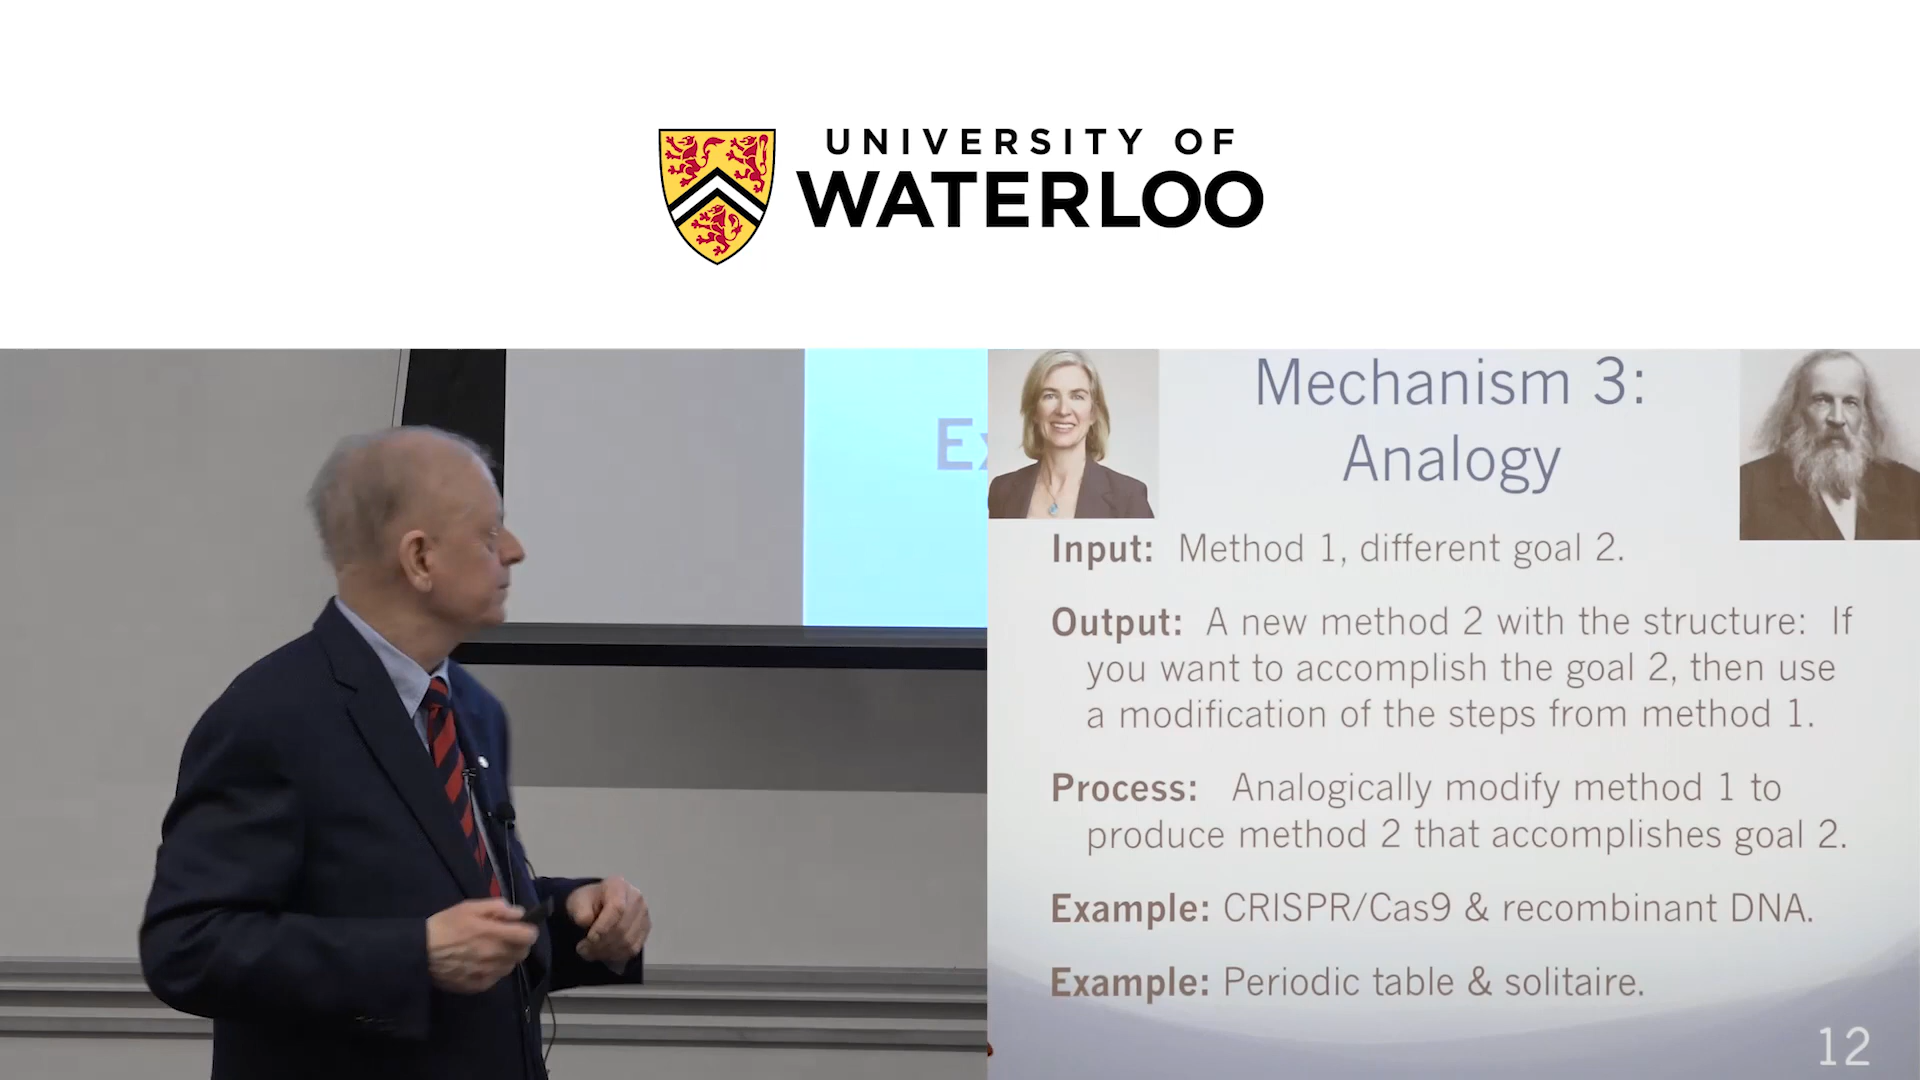 UNIVERSITY OF
WATERLOO
Ex
Mechanism 3:
Analogy
Input: Method 1, different goal 2.
Output: A new method 2 with the structure: If
you want to accomplish the goal 2, then use
a modification of the steps from method 1.
Process: Analogically modify method 1 to
produce method 2 that accomplishes goal 2.
Example: CRISPR/Cas9 & recombinant DNA.
Example: Periodic table & solitaire.
12